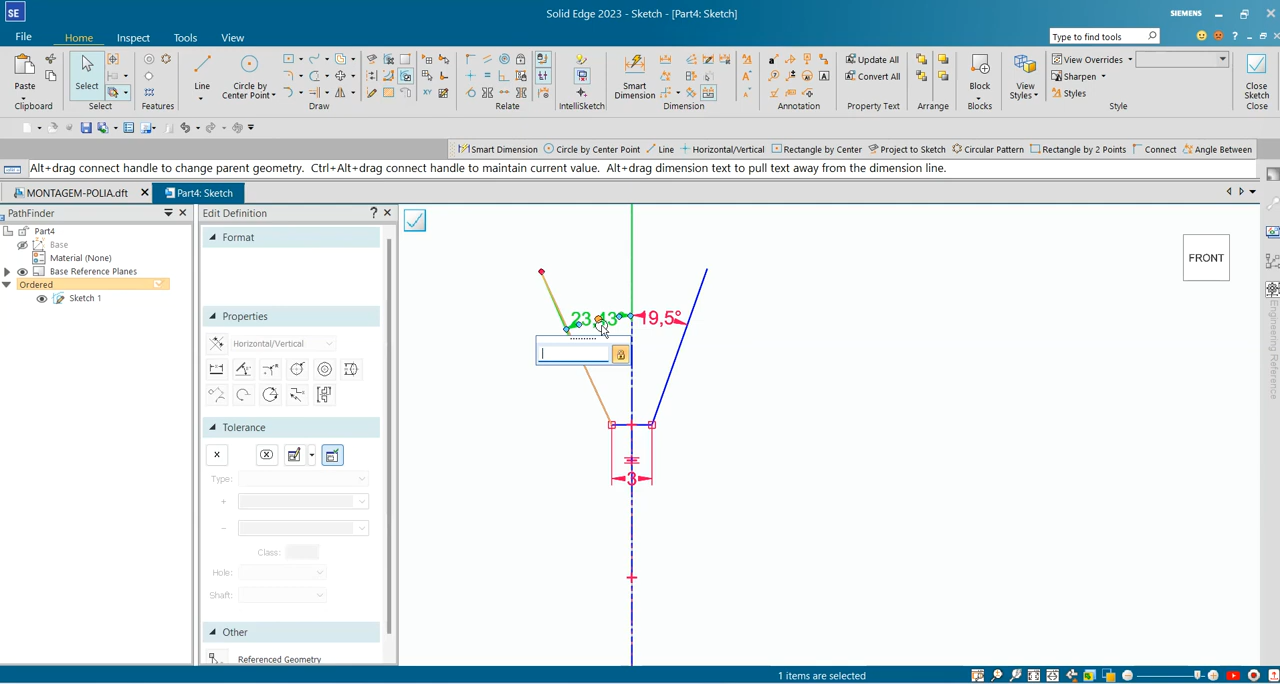 SE
Solid Edge 2023 - Sketch - [Part4: Sketch]
SIEMENS
File
Home
Inspect
Tools
View
Type to find tools
Paste
Clipboard
Select
Select
Features
Line
Circle by
Center Point
Draw
Relate
IntelliSketch
Smart
Dimension
Dimension
Annotation
Update All
Convert All
Property Text
Arrange
Block
Blocks
View
Styles
View Overrides
Sharpen
Styles
Style
Close
Sketch
Close
Smart Dimension
Circle by Center Point
Line
Horizontal/Vertical
Rectangle by Center
Project to Sketch
Circular Pattern
Rectangle by 2 Points
Connect
Angle Between
Alt+drag connect handle to change parent geometry. Ctrl+Alt+drag connect handle to maintain current value. Alt+drag dimension text to pull text away from the dimension line.
MONTAGEM-POLIA.dft
Part4: Sketch
PathFinder
Part4
Base
Material (None)
Base Reference Planes
Ordered
Sketch 1
Edit Definition
?
Format
Properties
Horizontal/Vertical
Tolerance
Type:
+
−
Class:
Hole:
Shaft:
Other
Referenced Geometry
23,13°
19,5°
3
FRONT
Engineering Reference
1 items are selected